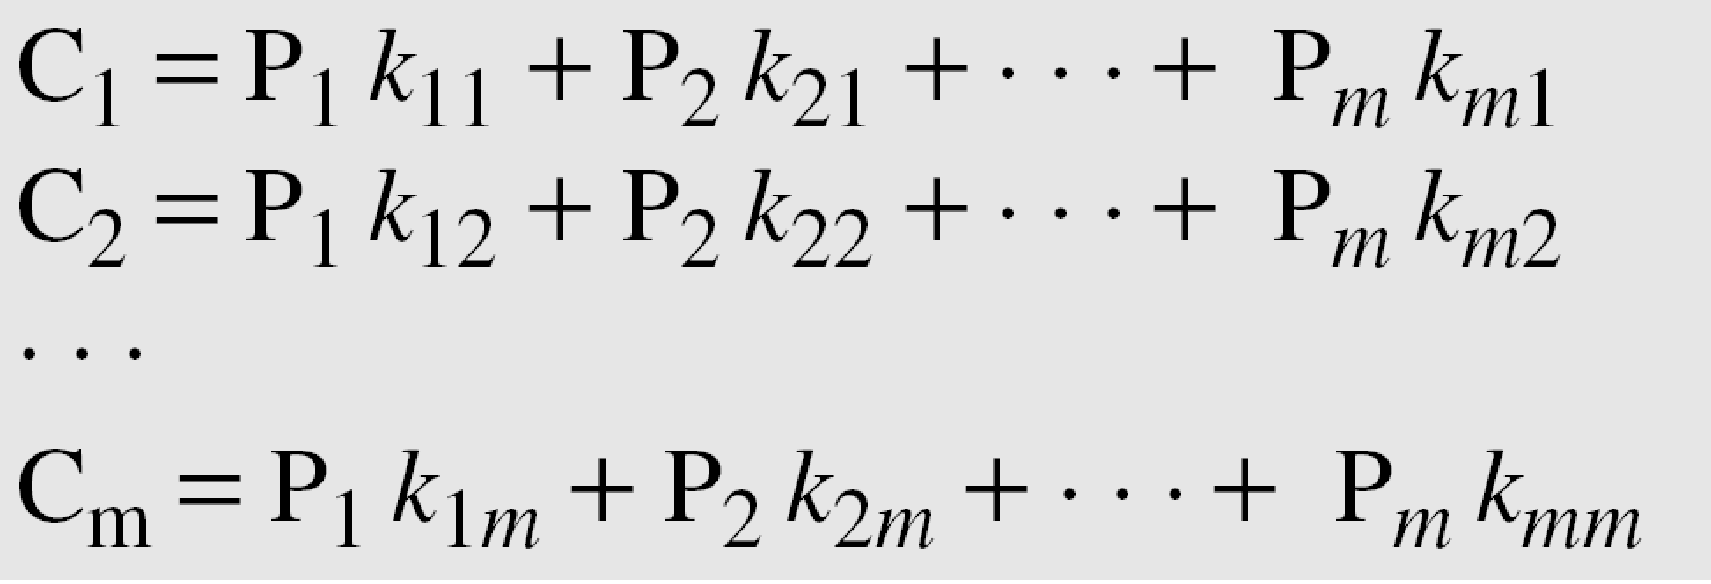 C₁ = P₁ k₁₁ + P₂ k₂₁ + · · · + Pₘ kₘ₁
C₂ = P₁ k₁₂ + P₂ k₂₂ + · · · + Pₘ kₘ₂
· · ·
Cₘ = P₁ k₁ₘ + P₂ k₂ₘ + · · · + Pₘ kₘₘ